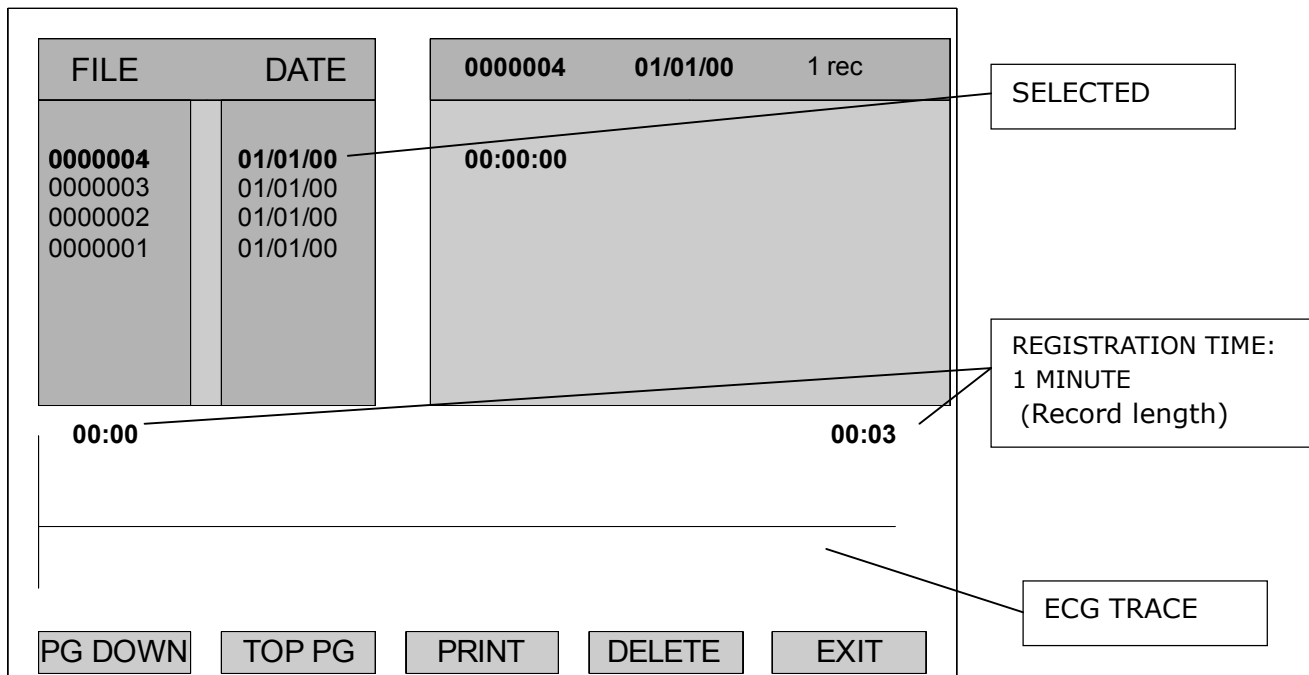 FILE DATE
0000004 01/01/00
0000003 01/01/00
0000002 01/01/00
0000001 01/01/00
0000004 01/01/00 1 rec
00:00:00
SELECTED
REGISTRATION TIME:
1 MINUTE
(Record length)
00:00 00:03
ECG TRACE
PG DOWN TOP PG PRINT DELETE EXIT